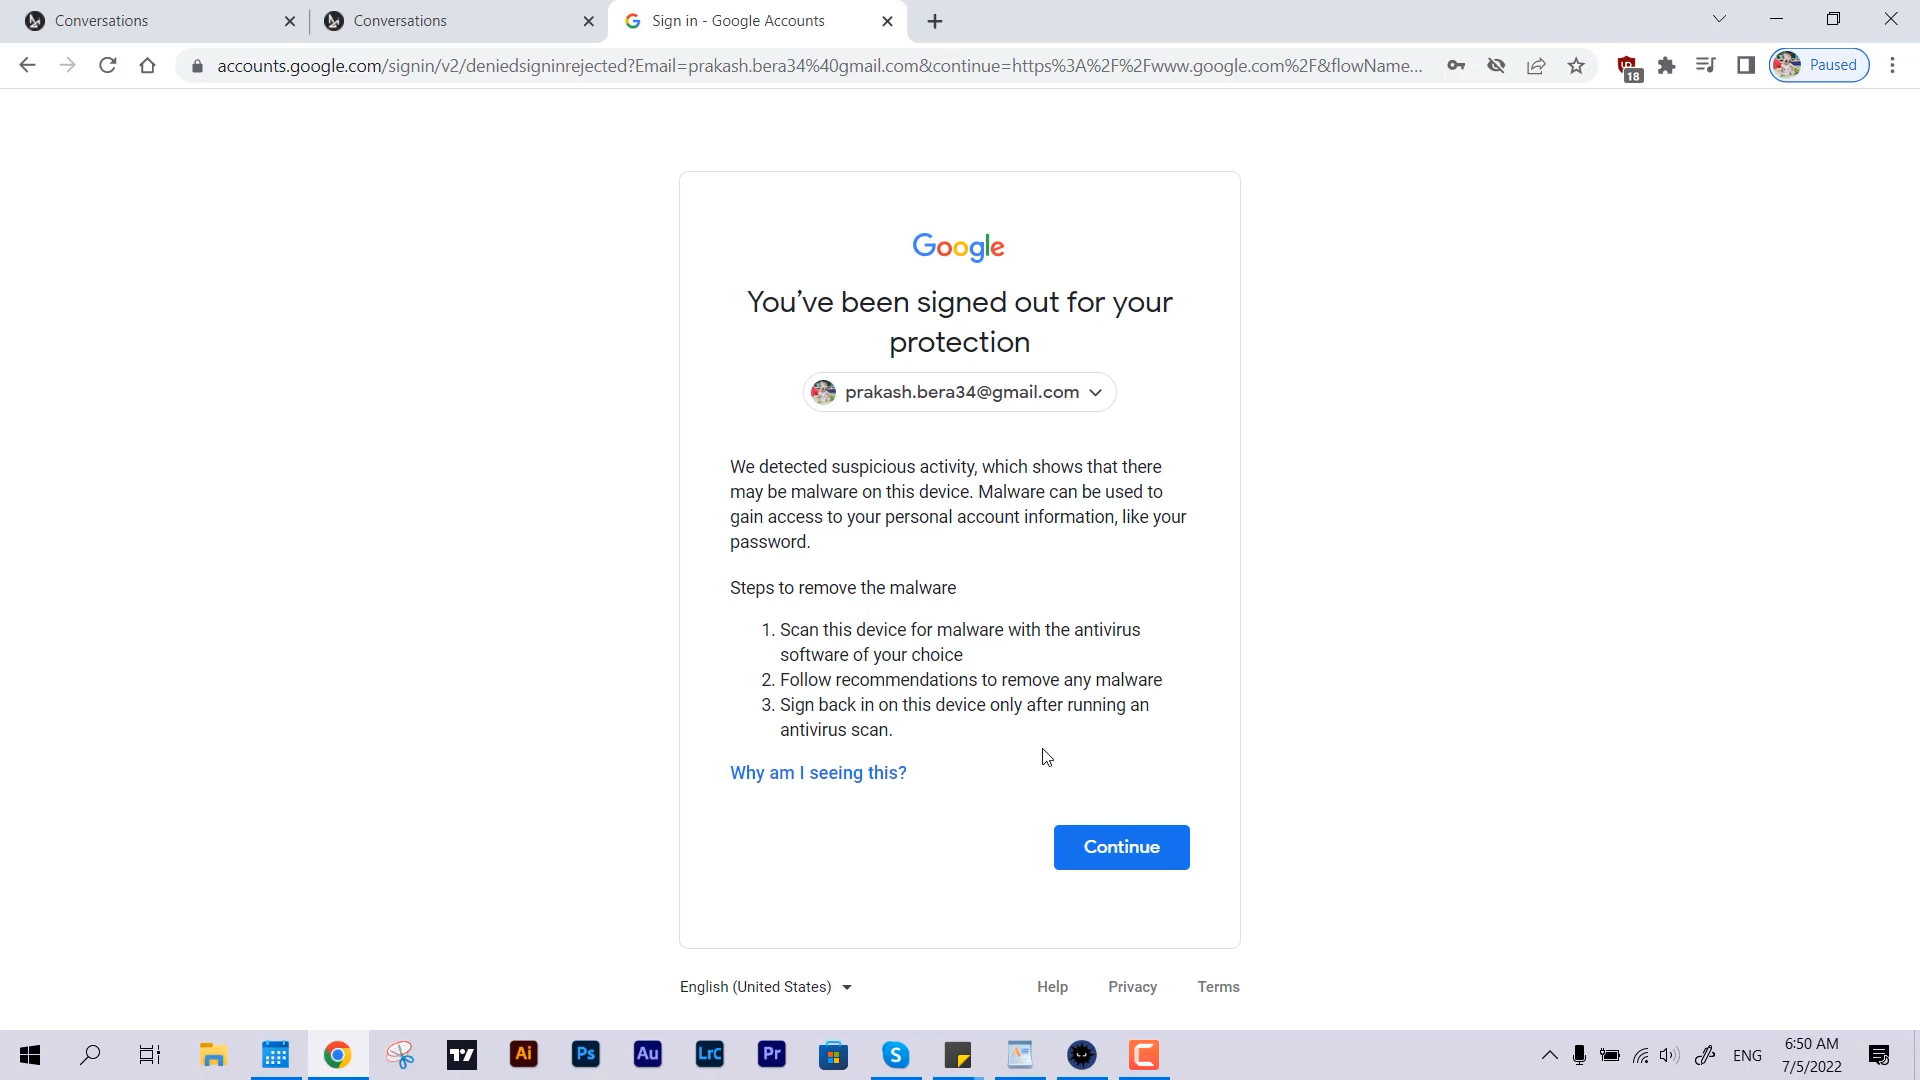 Conversations
Conversations
Sign in - Google Accounts
accounts.google.com/signin/v2/deniedsigninrejected?Email=prakash.bera34%40gmail.com&continue=https%3A%2F%2Fwww.google.com%2F&flowName...
18
Paused
Google
You’ve been signed out for your
protection
prakash.bera34@gmail.com
We detected suspicious activity, which shows that there
may be malware on this device. Malware can be used to
gain access to your personal account information, like your
password.
Steps to remove the malware
1. Scan this device for malware with the antivirus
software of your choice
2. Follow recommendations to remove any malware
3. Sign back in on this device only after running an
antivirus scan.
Why am I seeing this?
Continue
English (United States)
Help
Privacy
Terms
Ai
Ps
Au
LrC
Pr
S
ENG
6:50 AM
7/5/2022